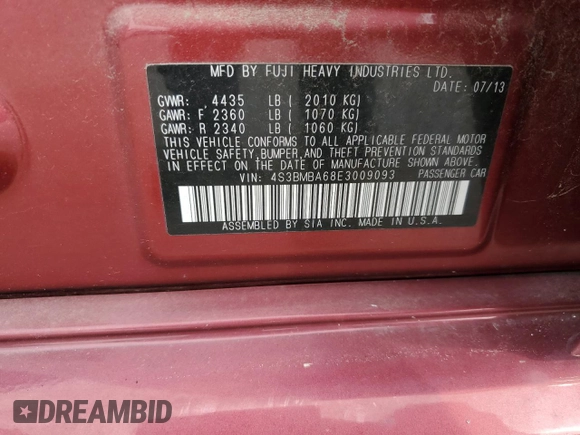 MFD BY FUJI HEAVY INDUSTRIES LTD.
DATE: 07/13
GVWR: 4435 LB ( 2010 KG)
GAWR: F 2360 LB ( 1070 KG)
GAWR: R 2340 LB ( 1060 KG)
THIS VEHICLE CONFORMS TO ALL APPLICABLE FEDERAL MOTOR
VEHICLE SAFETY, BUMPER, AND THEFT PREVENTION STANDARDS
IN EFFECT ON THE DATE OF MANUFACTURE SHOWN ABOVE.
VIN: 4S3BMBA68E3009093 PASSENGER CAR
ASSEMBLED BY SIA INC. MADE IN U.S.A.
DREAMBID